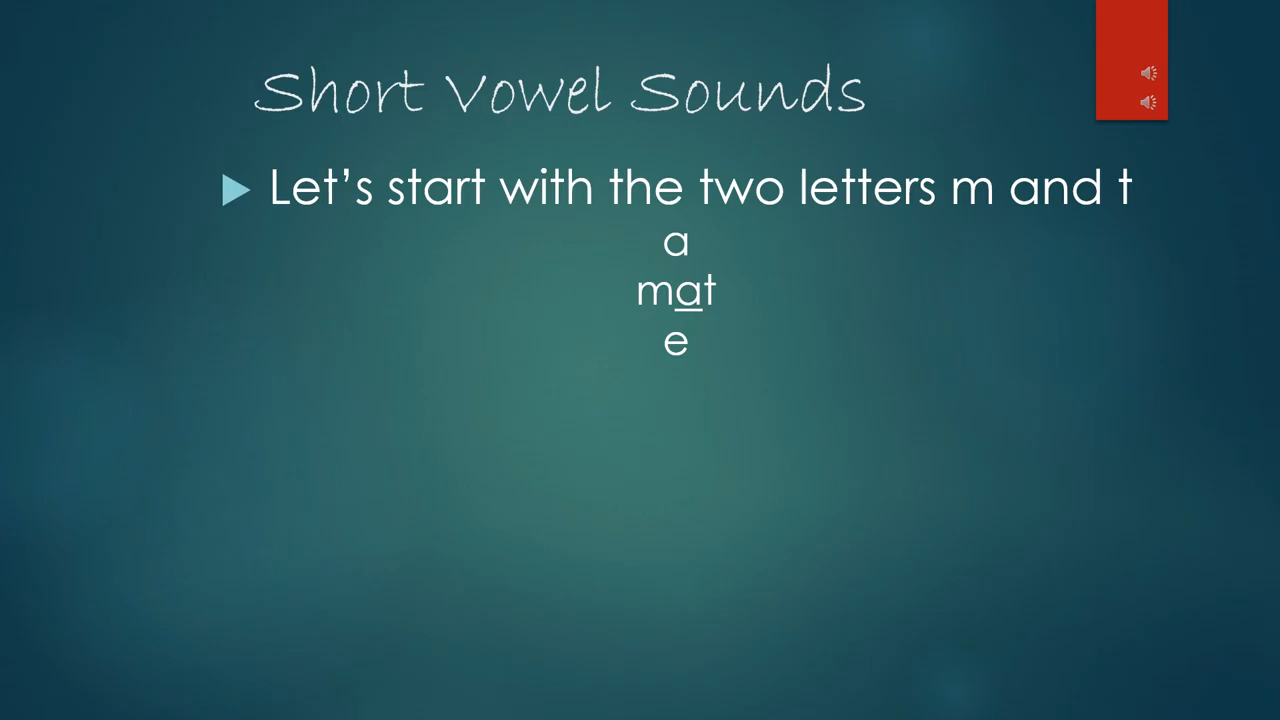 Short Vowel Sounds
Let’s start with the two letters m and t
a
mat
e